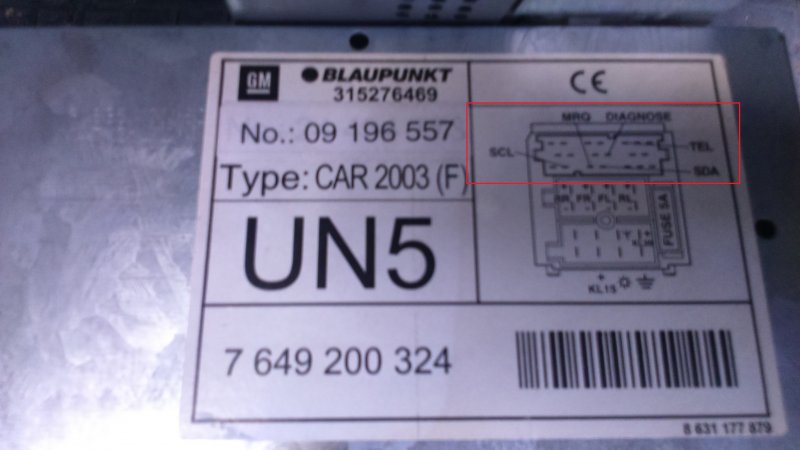 GM
BLAUPUNKT
315276469
No.: 09 196 557
Type: CAR 2003 (F)
UN5
7 649 200 324
CE
MRQ DIAGNOSE
SCL
TEL
SDA
RR FR FL RL
FUSE 5A
+
KL15
8 631 177 879